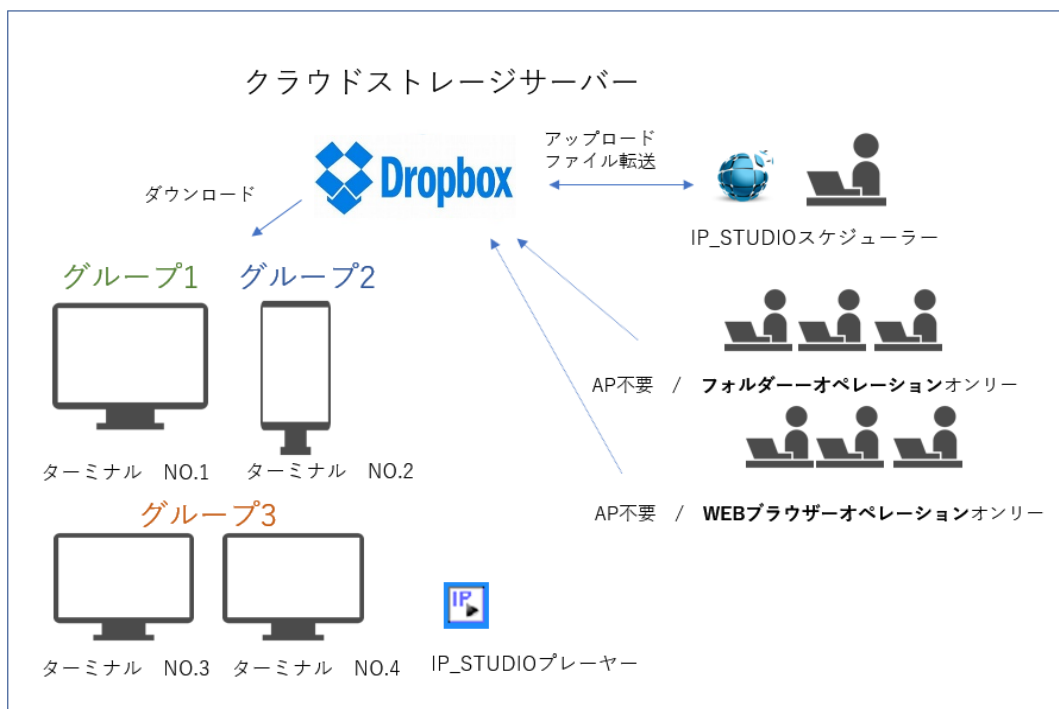 クラウドストレージサーバー
Dropbox
アップロード
ファイル転送
ダウンロード
IP_STUDIOスケジューラー
グループ1
グループ2
AP不要　/　フォルダーーオペレーションオンリー
ターミナル　NO.1
ターミナル　NO.2
グループ3
AP不要　/　WEBブラウザーオペレーションオンリー
IP
ターミナル　NO.3
ターミナル　NO.4
IP_STUDIOプレーヤー